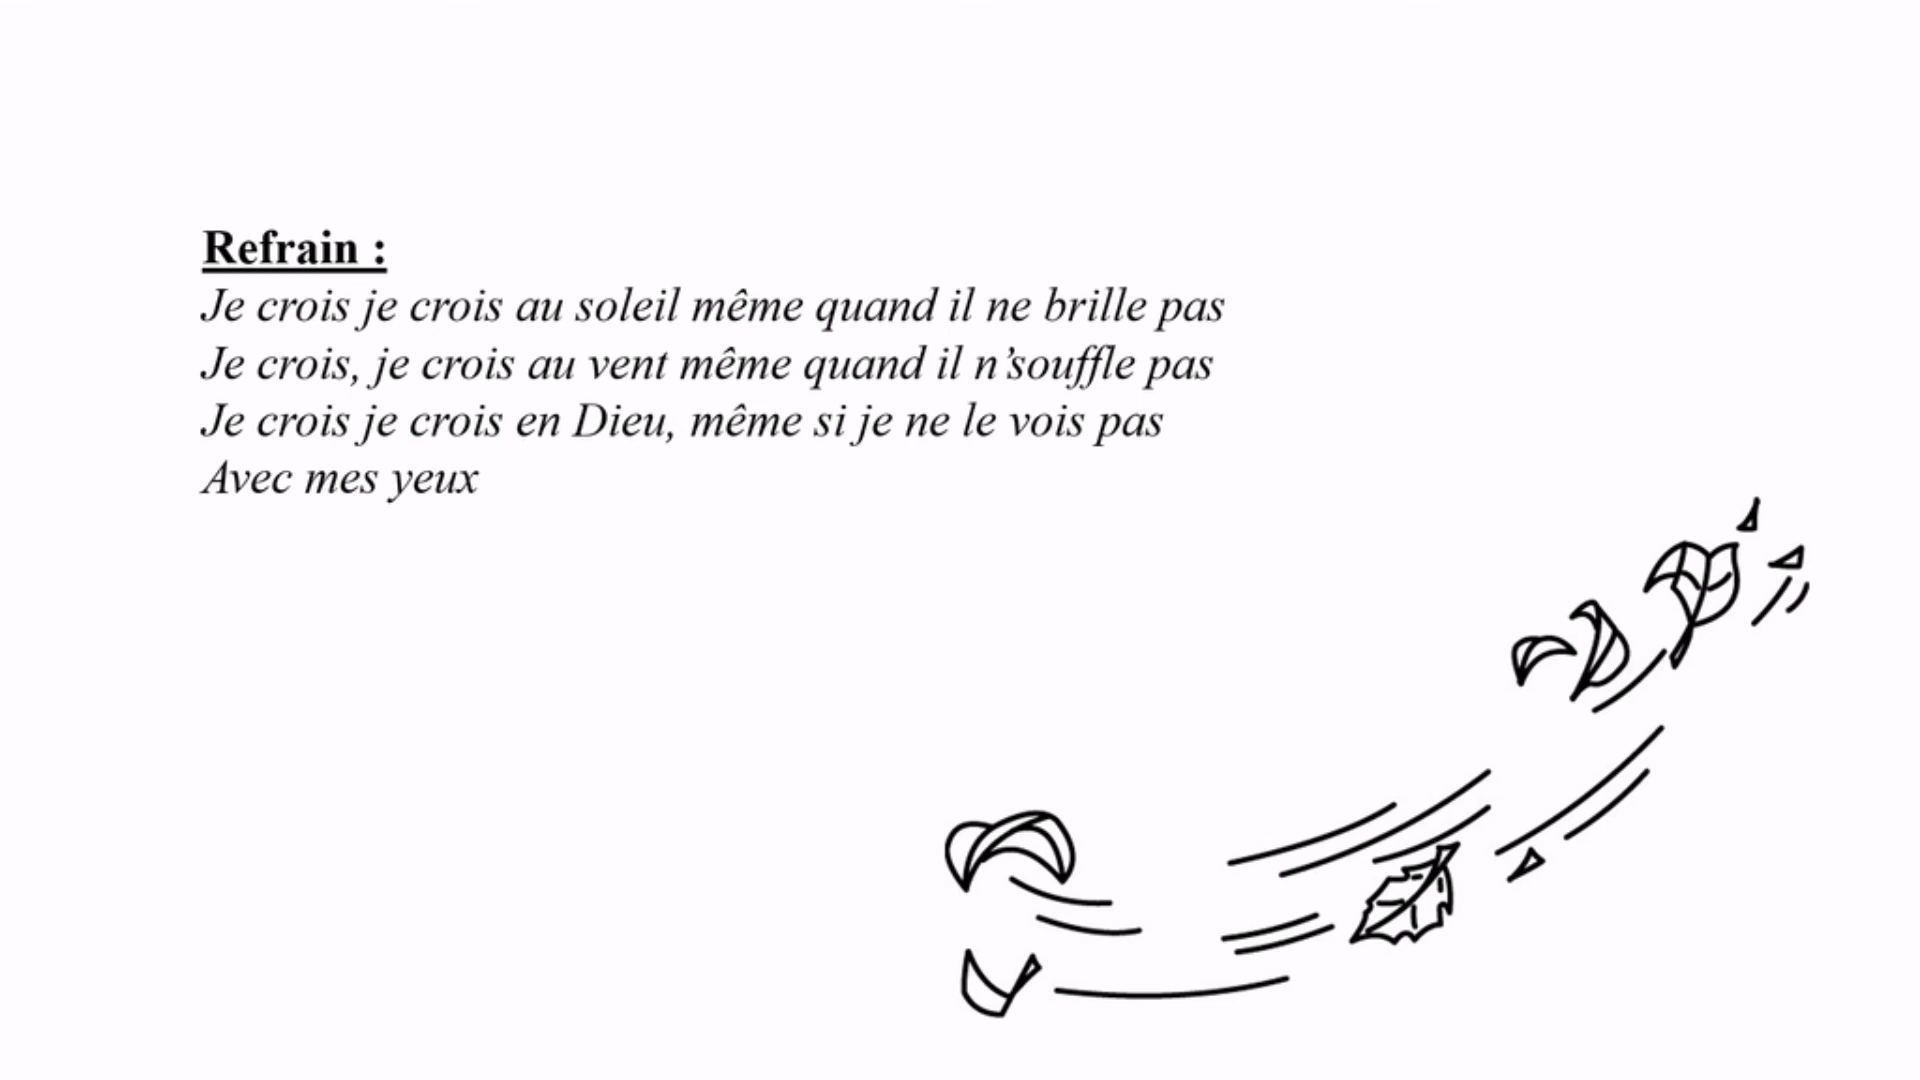 Refrain :
Je crois je crois au soleil même quand il ne brille pas
Je crois, je crois au vent même quand il n’souffle pas
Je crois je crois en Dieu, même si je ne le vois pas
Avec mes yeux